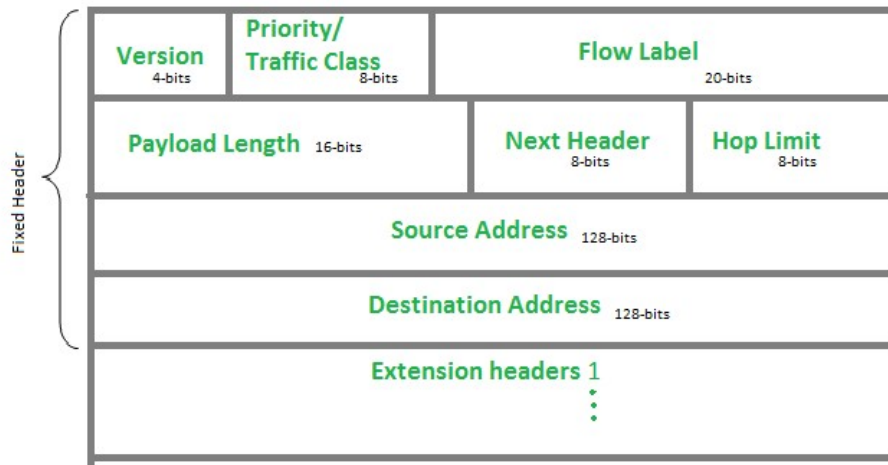 Fixed Header
Version
4-bits
Priority/
Traffic Class
8-bits
Flow Label
20-bits
Payload Length 16-bits
Next Header
8-bits
Hop Limit
8-bits
Source Address 128-bits
Destination Address 128-bits
Extension headers 1